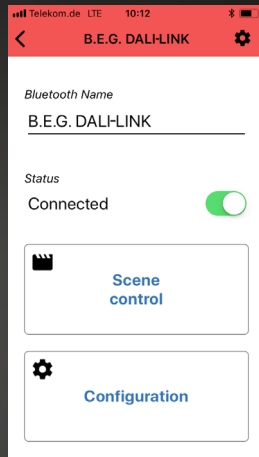 Telekom.de LTE 10:12
B.E.G. DALI-LINK
Bluetooth Name
B.E.G. DALI-LINK
Status
Connected
Scene
control
Configuration